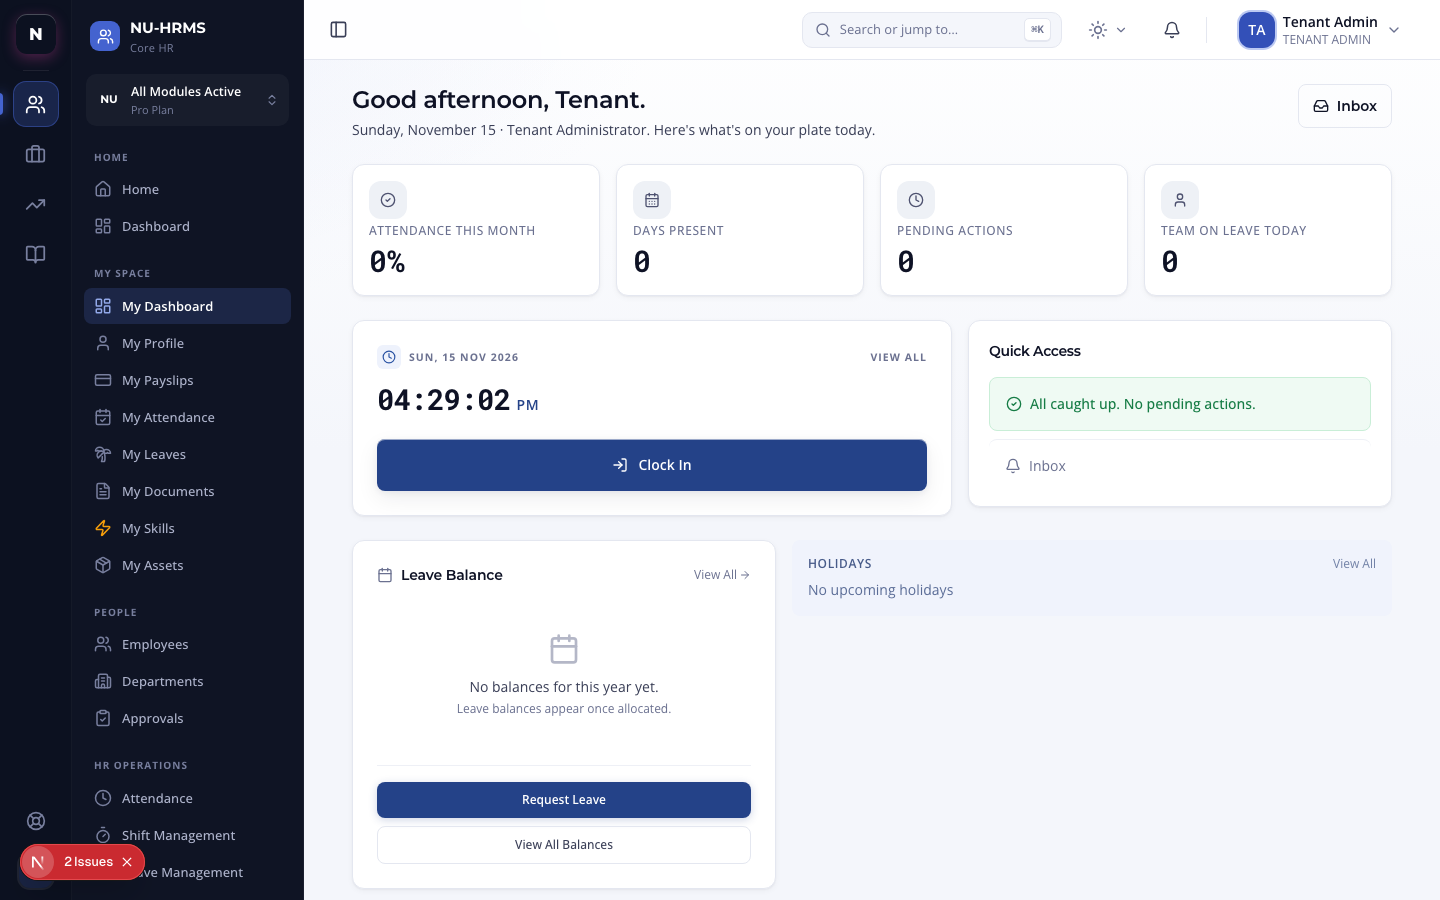 N
NU-HRMS
Core HR
NU
All Modules Active
Pro Plan
HOME
Home
Dashboard
MY SPACE
My Dashboard
My Profile
My Payslips
My Attendance
My Leaves
My Documents
My Skills
My Assets
PEOPLE
Employees
Departments
Approvals
HR OPERATIONS
Attendance
Shift Management
ave Management
N
2 Issues
Search or jump to...
⌘K
TA
Tenant Admin
TENANT ADMIN
Good afternoon, Tenant.
Sunday, November 15 · Tenant Administrator. Here's what's on your plate today.
Inbox
ATTENDANCE THIS MONTH
0%
DAYS PRESENT
0
PENDING ACTIONS
0
TEAM ON LEAVE TODAY
0
SUN, 15 NOV 2026
VIEW ALL
04:29:02 PM
Clock In
Quick Access
All caught up. No pending actions.
Inbox
Leave Balance
View All →
No balances for this year yet.
Leave balances appear once allocated.
Request Leave
View All Balances
HOLIDAYS
View All
No upcoming holidays